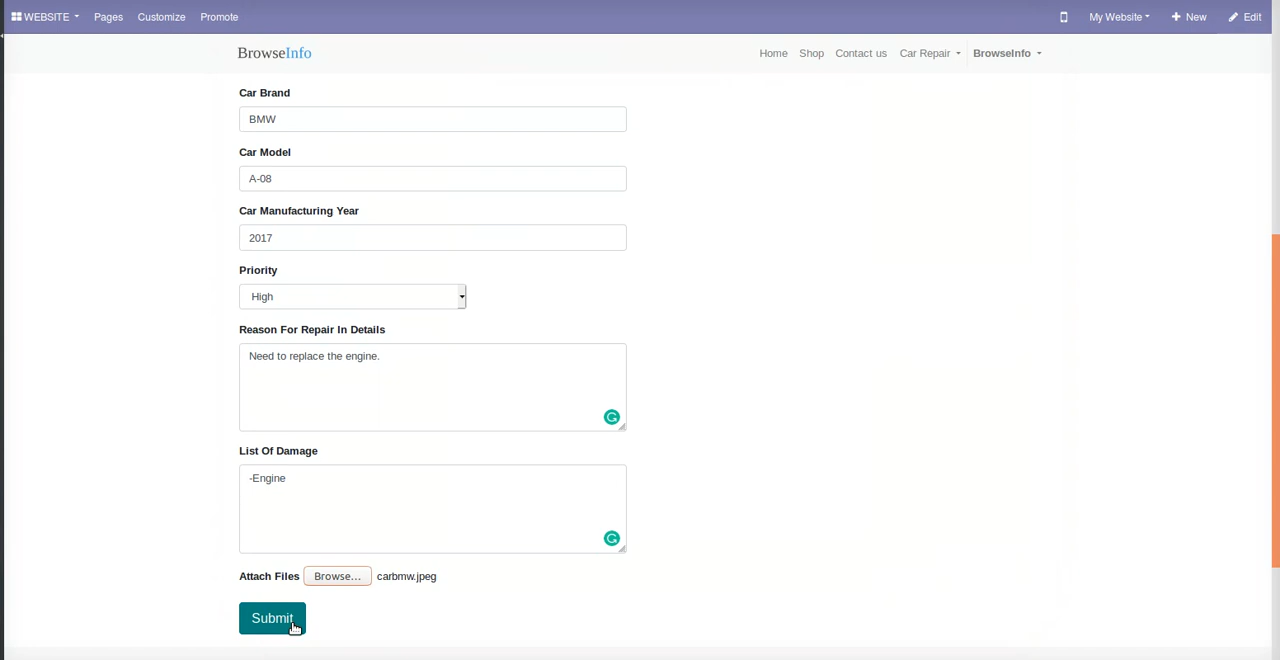 WEBSITE Pages Customize Promote My Website New Edit
BrowseInfo Home Shop Contact us Car Repair BrowseInfo
Car Brand
BMW
Car Model
A-08
Car Manufacturing Year
2017
Priority
High
Reason For Repair In Details
Need to replace the engine.
List Of Damage
-Engine
Attach Files Browse... carbmw.jpeg
Submit